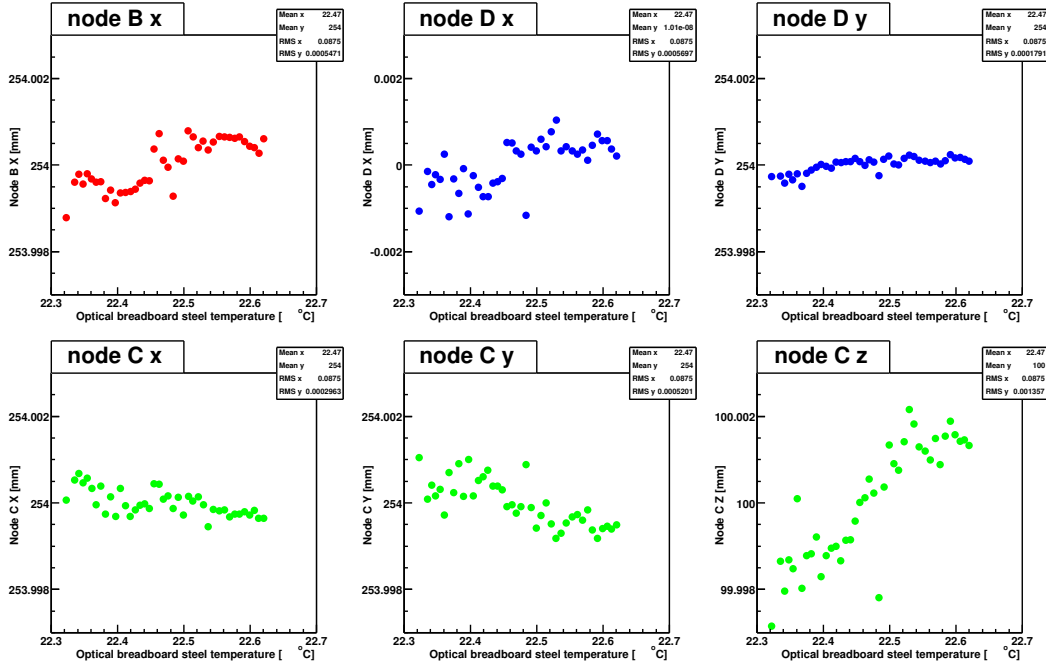 node B x
Mean x 22.47
Mean y 254
RMS x 0.0875
RMS y 0.0005471
254.002
254
253.998
Node B X [mm]
22.3 22.4 22.5 22.6 22.7
Optical breadboard steel temperature [ °C]
node D x
Mean x 22.47
Mean y 1.01e-08
RMS x 0.0875
RMS y 0.0005697
0.002
0
-0.002
Node D X [mm]
22.3 22.4 22.5 22.6 22.7
Optical breadboard steel temperature [ °C]
node D y
Mean x 22.47
Mean y 254
RMS x 0.0875
RMS y 0.0001791
254.002
254
253.998
Node D Y [mm]
22.3 22.4 22.5 22.6 22.7
Optical breadboard steel temperature [ °C]
node C x
Mean x 22.47
Mean y 254
RMS x 0.0875
RMS y 0.0002963
254.002
254
253.998
Node C X [mm]
22.3 22.4 22.5 22.6 22.7
Optical breadboard steel temperature [ °C]
node C y
Mean x 22.47
Mean y 254
RMS x 0.0875
RMS y 0.0005201
254.002
254
253.998
Node C Y [mm]
22.3 22.4 22.5 22.6 22.7
Optical breadboard steel temperature [ °C]
node C z
Mean x 22.47
Mean y 100
RMS x 0.0875
RMS y 0.001357
100.002
100
99.998
Node C Z [mm]
22.3 22.4 22.5 22.6 22.7
Optical breadboard steel temperature [ °C]